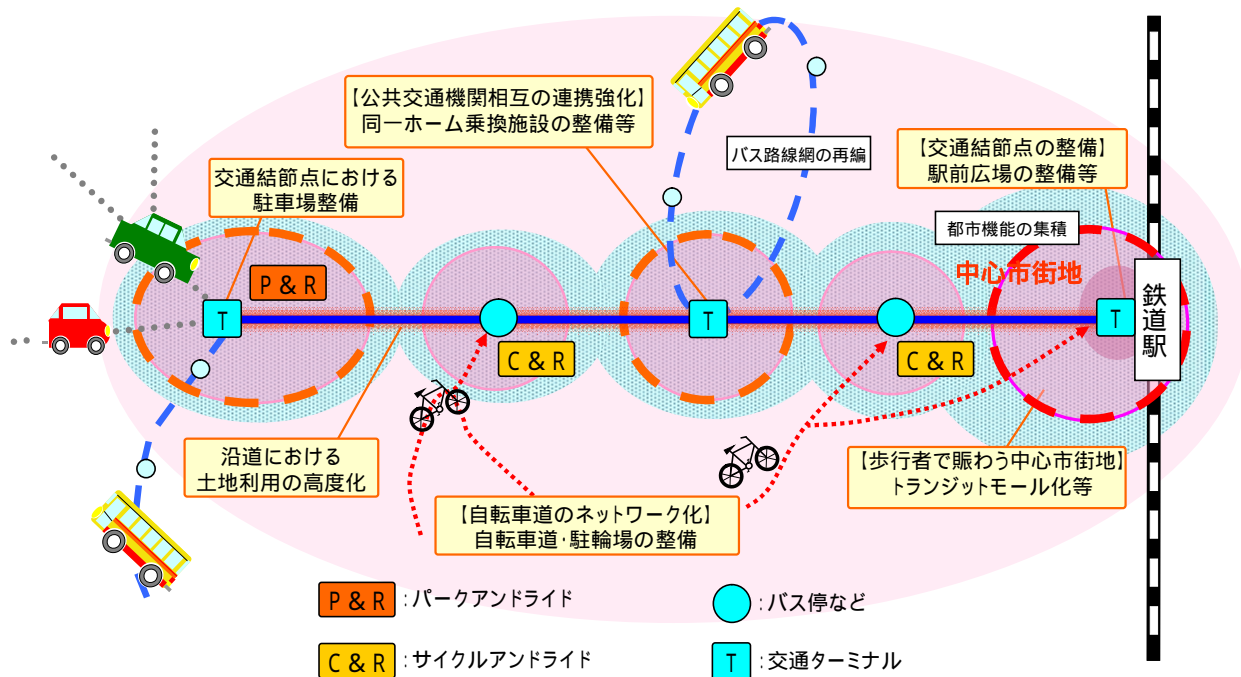 【公共交通機関相互の連携強化】
同一ホーム乗換施設の整備等
バス路線網の再編
【交通結節点の整備】
駅前広場の整備等
交通結節点における
駐車場整備
都市機能の集積
中心市街地
P & R
T
T
T
鉄道駅
C & R
C & R
沿道における
土地利用の高度化
【歩行者で賑わう中心市街地】
トランジットモール化等
【自転車道のネットワーク化】
自転車道・駐輪場の整備
P & R :パークアンドライド
:バス停など
C & R :サイクルアンドライド
T :交通ターミナル